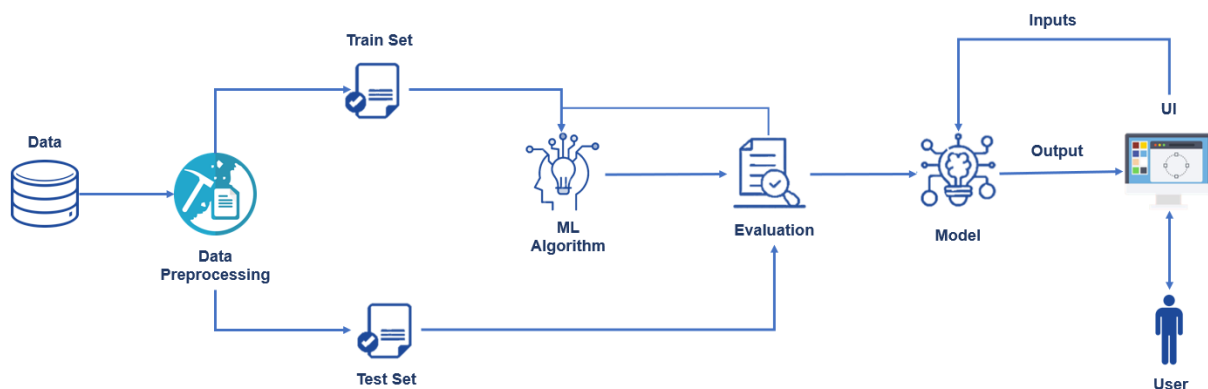 Inputs
Train Set
UI
Data
Output
ML
Algorithm
Evaluation
Model
Data
Preprocessing
Test Set
User